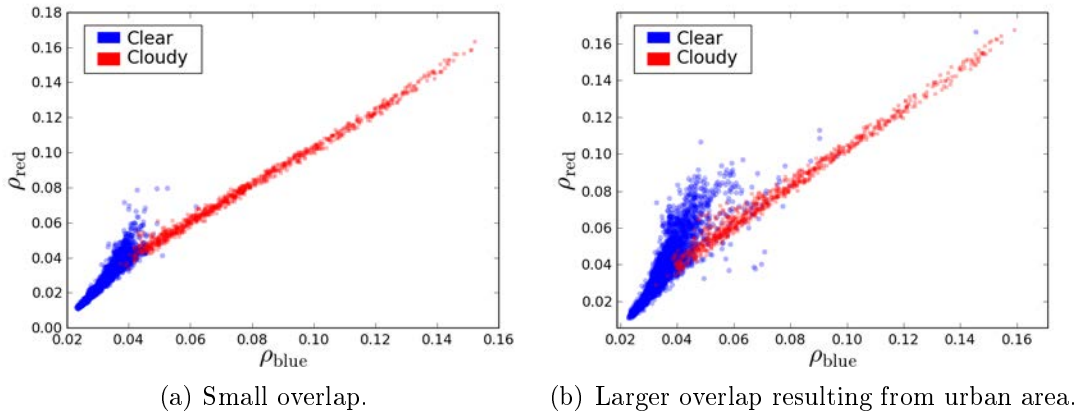 0.18
0.16
0.14
0.12
0.10
0.08
0.06
0.04
0.02
0.00
ρred
Clear
Cloudy
0.02 0.04 0.06 0.08 0.10 0.12 0.14 0.16
ρblue
(a) Small overlap.
0.16
0.14
0.12
0.10
0.08
0.06
0.04
0.02
ρred
Clear
Cloudy
0.02 0.04 0.06 0.08 0.10 0.12 0.14 0.16
ρblue
(b) Larger overlap resulting from urban area.